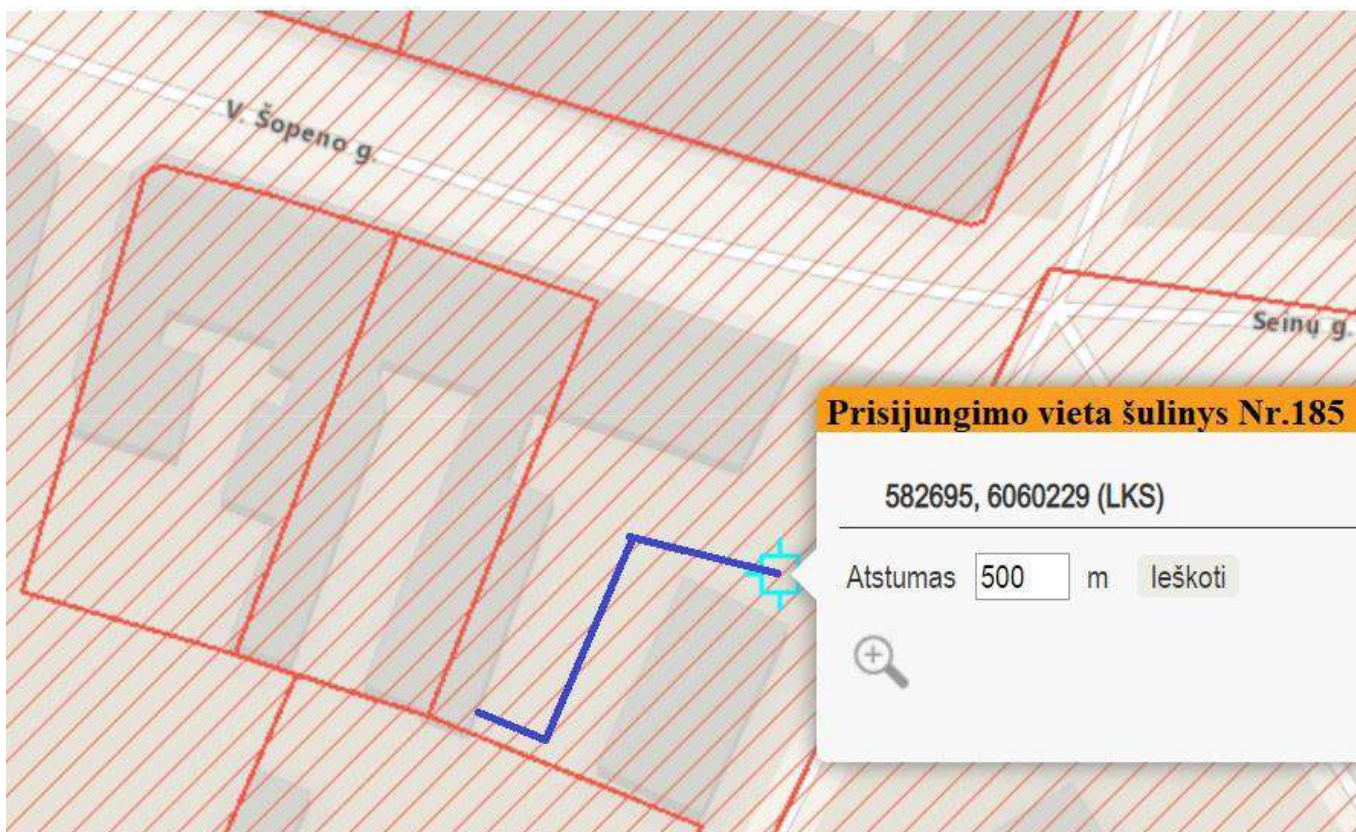 V. Šopeno g.
Seinų g.
Prisijungimo vieta šulinys Nr.185
582695, 6060229 (LKS)
Atstumas 500 m Ieškoti